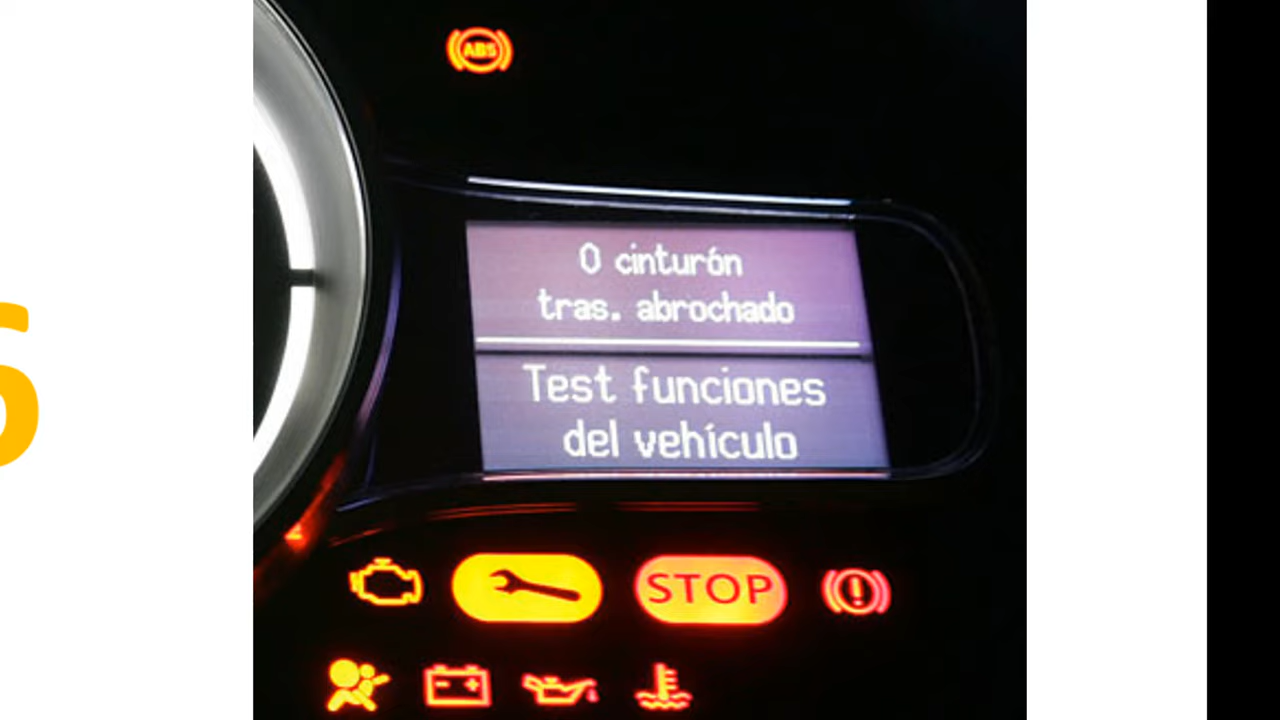 ABS
0 cinturón
tras. abrochado
Test funciones
del vehículo
STOP